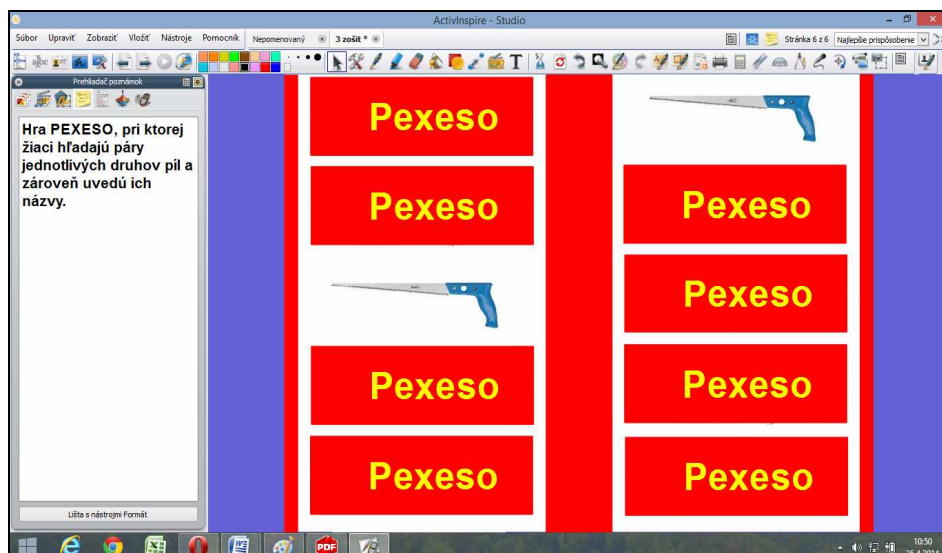 ActivInspire - Studio
Súbor Upraviť Zobraziť Vložiť Nástroje Pomocník Nepomenovaný 3 zošit * Stránka 6 z 6 Najlepšie prispôsobenie
Prehliadač poznámok
Hra PEXESO, pri ktorej
žiaci hľadajú páry
jednotlivých druhov píl a
zároveň uvedú ich
názvy.
Lišta s nástrojmi Formát
Pexeso
Pexeso
Pexeso
Pexeso
Pexeso
Pexeso
Pexeso
Pexeso
PDF
10:50